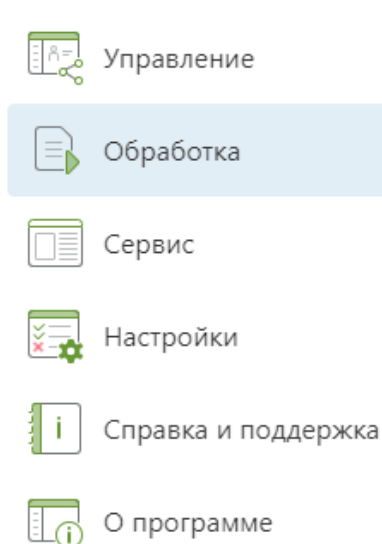 Управление
Обработка
Сервис
Настройки
Справка и поддержка
О программе